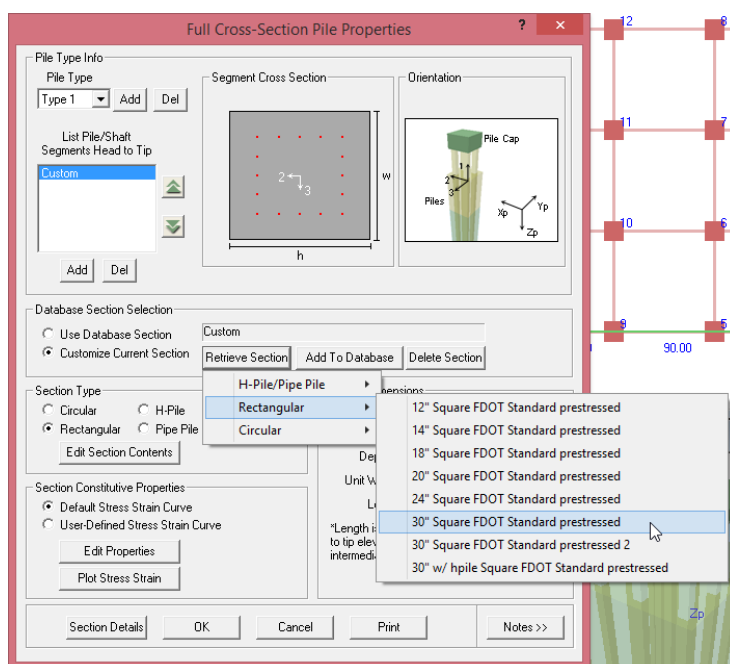 Full Cross-Section Pile Properties
?
×
Pile Type Info
Pile Type
Type 1
Add
Del
List Pile/Shaft
Segments Head to Tip
Custom
Add
Del
Segment Cross Section
2
3
w
h
Orientation
Pile Cap
1
2
3
Piles
Xp
Yp
Zp
Database Section Selection
Use Database Section
Custom
Customize Current Section
Retrieve Section
Add To Database
Delete Section
H-Pile/Pipe Pile
Rectangular
Circular
12" Square FDOT Standard prestressed
14" Square FDOT Standard prestressed
18" Square FDOT Standard prestressed
20" Square FDOT Standard prestressed
24" Square FDOT Standard prestressed
30" Square FDOT Standard prestressed
30" Square FDOT Standard prestressed 2
30" w/ hpile Square FDOT Standard prestressed
Section Type
Circular
H-Pile
Rectangular
Pipe Pile
Edit Section Contents
Section Constitutive Properties
Default Stress Strain Curve
User-Defined Stress Strain Curve
Edit Properties
Plot Stress Strain
Section Details
OK
Cancel
Print
Notes >>
12
8
11
7
10
6
9
5
90.00
Zp